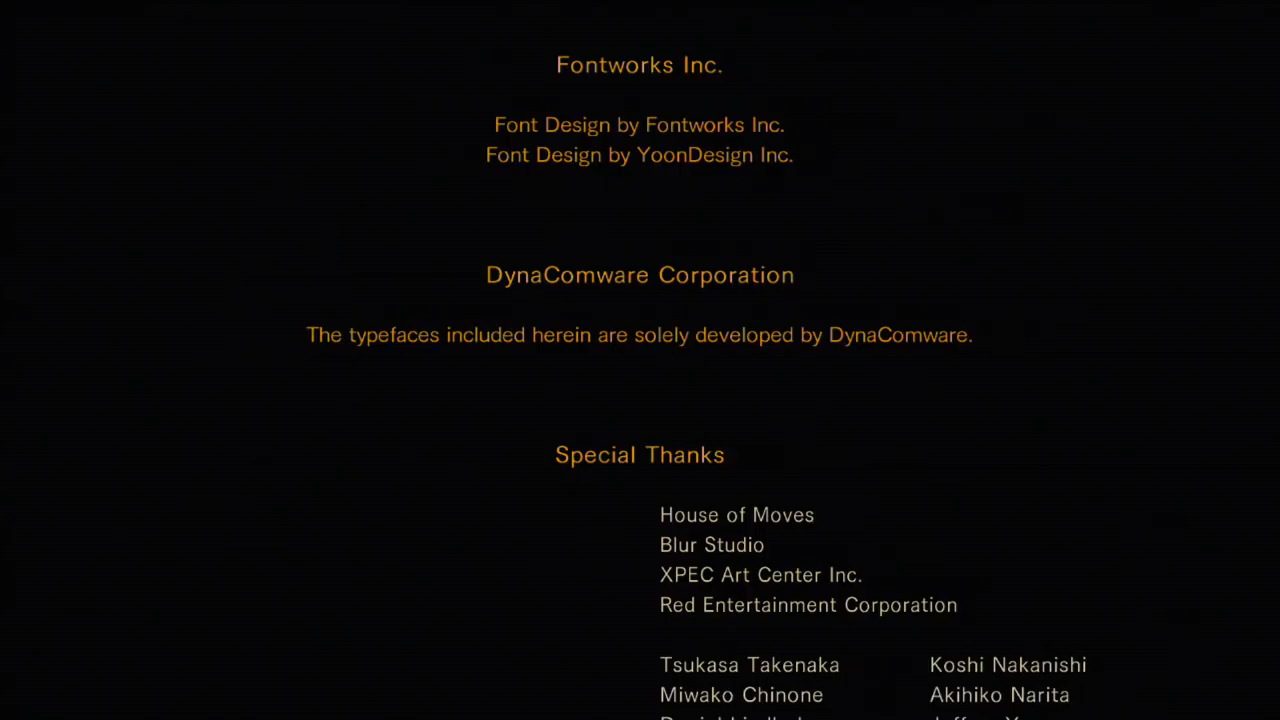 Fontworks Inc.
Font Design by Fontworks Inc.
Font Design by YoonDesign Inc.
DynaComware Corporation
The typefaces included herein are solely developed by DynaComware.
Special Thanks
House of Moves
Blur Studio
XPEC Art Center Inc.
Red Entertainment Corporation
Tsukasa Takenaka Koshi Nakanishi
Miwako Chinone Akihiko Narita